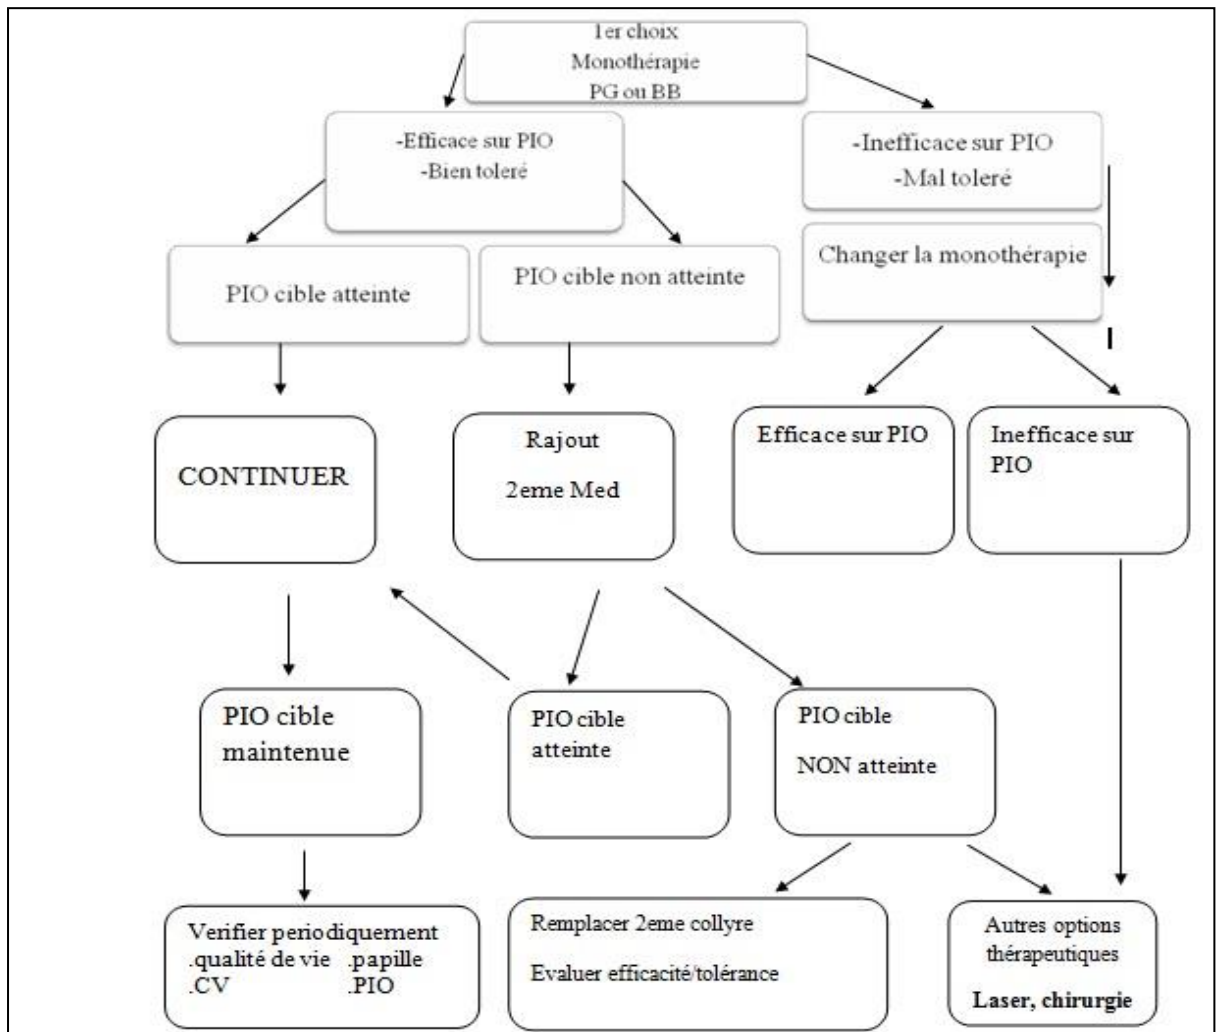 1er choix
Monothérapie
PG ou BB
-Efficace sur PIO
-Bien toleré
-Inefficace sur PIO
-Mal toleré
PIO cible atteinte
PIO cible non atteinte
Changer la monothérapie
CONTINUER
Rajout
2eme Med
Efficace sur PIO
Inefficace sur
PIO
PIO cible
maintenue
PIO cible
atteinte
PIO cible
NON atteinte
Verifier periodiquement
.qualité de vie .papille
.CV .PIO
Remplacer 2eme collyre
Evaluer efficacité/tolérance
Autres options
thérapeutiques
Laser, chirurgie